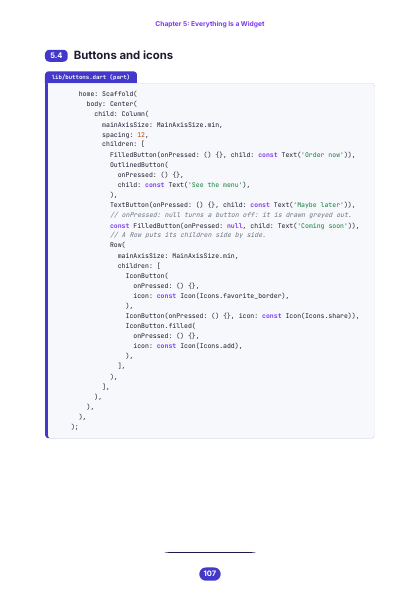 Chapter 5: Everything Is a Widget
5.4 Buttons and icons
lib/buttons.dart (part)
home: Scaffold(
body: Center(
child: Column(
mainAxisSize: MainAxisSize.min,
spacing: 12,
children: [
FilledButton(onPressed: () {}, child: const Text('Order now')),
OutlinedButton(
onPressed: () {},
child: const Text('See the menu'),
),
TextButton(onPressed: () {}, child: const Text('Maybe later')),
// onPressed: null turns a button off: it is drawn greyed out.
const FilledButton(onPressed: null, child: Text('Coming soon')),
// A Row puts its children side by side.
Row(
mainAxisSize: MainAxisSize.min,
children: [
IconButton(
onPressed: () {},
icon: const Icon(Icons.favorite_border),
),
IconButton(onPressed: () {}, icon: const Icon(Icons.share)),
IconButton.filled(
onPressed: () {},
icon: const Icon(Icons.add),
),
],
),
],
),
),
),
);
107